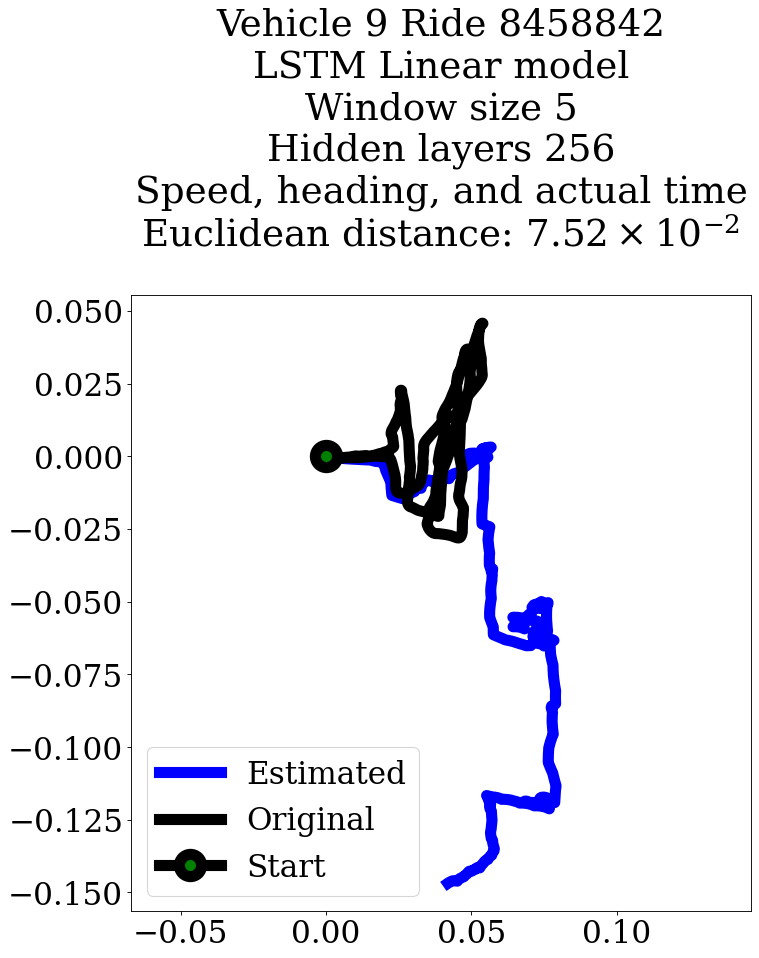 Vehicle 9 Ride 8458842
LSTM Linear model
Window size 5
Hidden layers 256
Speed, heading, and actual time
Euclidean distance: 7.52 × 10⁻²
0.050
0.025
0.000
−0.025
−0.050
−0.075
−0.100
−0.125
−0.150
Estimated
Original
Start
−0.05 0.00 0.05 0.10